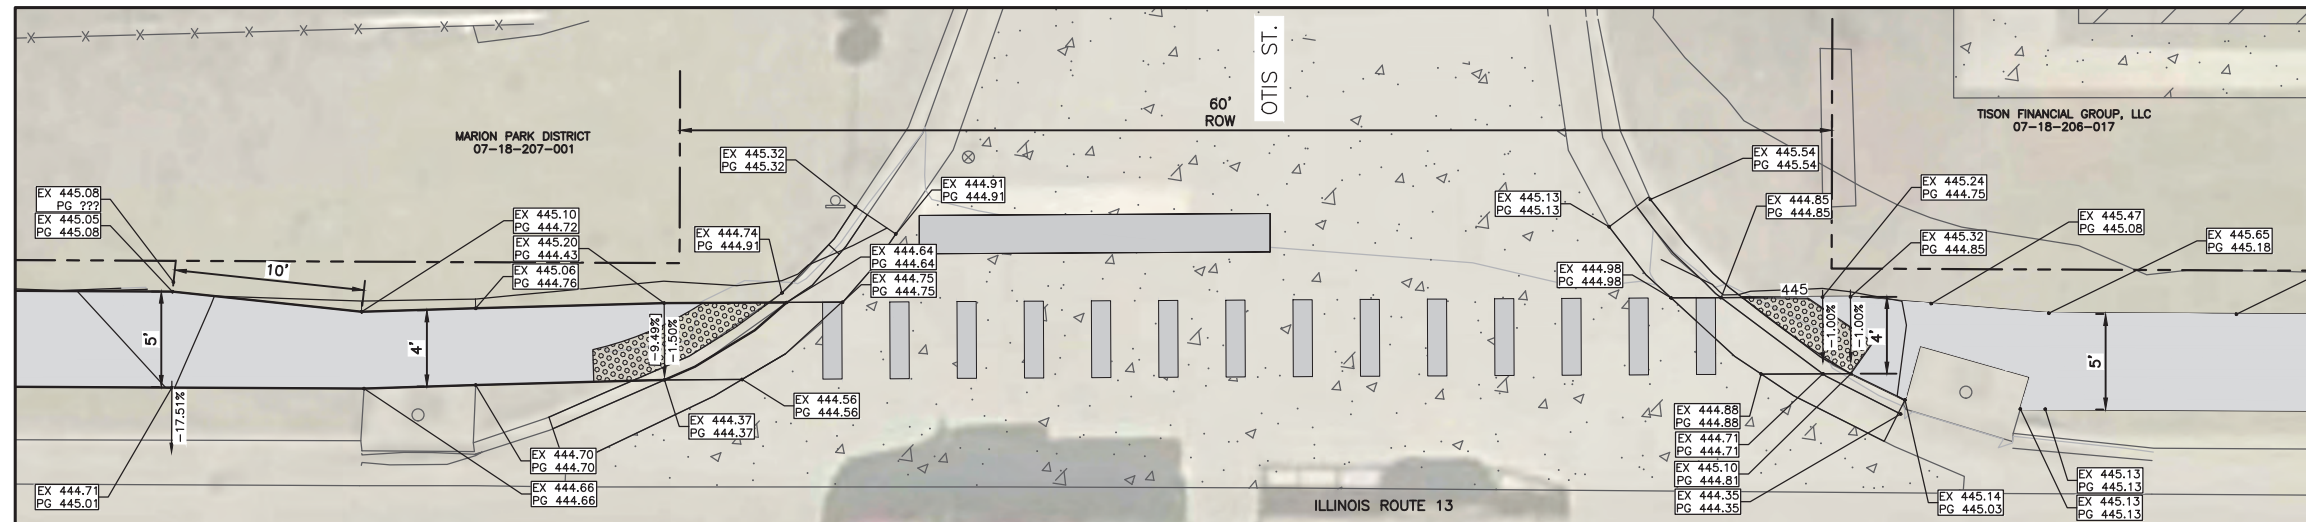 OTIS ST.
60'
ROW
MARION PARK DISTRICT
07-18-207-001
TISON FINANCIAL GROUP, LLC
07-18-206-017
EX 445.32
PG 445.32
EX 444.91
PG 444.91
EX 445.54
PG 445.54
EX 445.13
PG 445.13
EX 444.85
PG 444.85
EX 445.24
PG 444.75
EX 445.08
PG ???
EX 445.05
PG 445.08
EX 445.10
PG 444.72
EX 445.20
PG 444.43
EX 445.06
PG 444.76
EX 444.74
PG 444.91
EX 444.64
PG 444.64
EX 444.75
PG 444.75
EX 444.98
PG 444.98
EX 445.32
PG 444.85
EX 445.47
PG 445.08
EX 445.65
PG 445.18
10'
445
5'
4'
-9.49%
-1.50%
-1.00%
-1.00%
4'
5'
-17.51%
EX 444.56
PG 444.56
EX 444.37
PG 444.37
EX 444.88
PG 444.88
EX 444.71
PG 444.71
EX 445.10
PG 444.81
EX 444.35
PG 444.35
EX 444.70
PG 444.70
EX 444.66
PG 444.66
EX 444.71
PG 445.01
EX 445.14
PG 445.03
EX 445.13
PG 445.13
EX 445.13
PG 445.13
ILLINOIS ROUTE 13